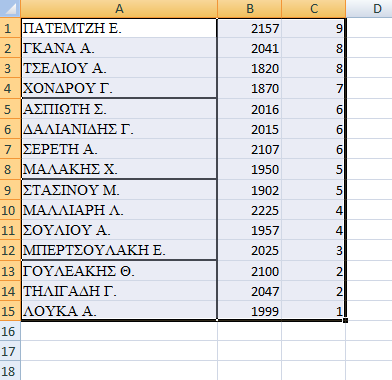 A B C D
1 ΠΑΤΕΜΤΖΗ Ε. 2157 9
2 ΓΚΑΝΑ Α. 2041 8
3 ΤΣΕΛΙΟΥ Α. 1820 8
4 ΧΟΝΔΡΟΥ Γ. 1870 7
5 ΑΣΠΙΩΤΗ Σ. 2016 6
6 ΔΑΛΙΑΝΙΔΗΣ Γ. 2015 6
7 ΣΕΡΕΤΗ Α. 2107 6
8 ΜΑΛΑΚΗΣ Χ. 1950 5
9 ΣΤΑΣΙΝΟΥ Μ. 1902 5
10 ΜΑΛΛΙΑΡΗ Λ. 2225 4
11 ΣΟΥΛΙΟΥ Α. 1957 4
12 ΜΠΕΡΤΣΟΥΛΑΚΗ Ε. 2025 3
13 ΓΟΥΛΕΑΚΗΣ Θ. 2100 2
14 ΤΗΛΙΓΑΔΗ Γ. 2047 2
15 ΛΟΥΚΑ Α. 1999 1
16
17
18